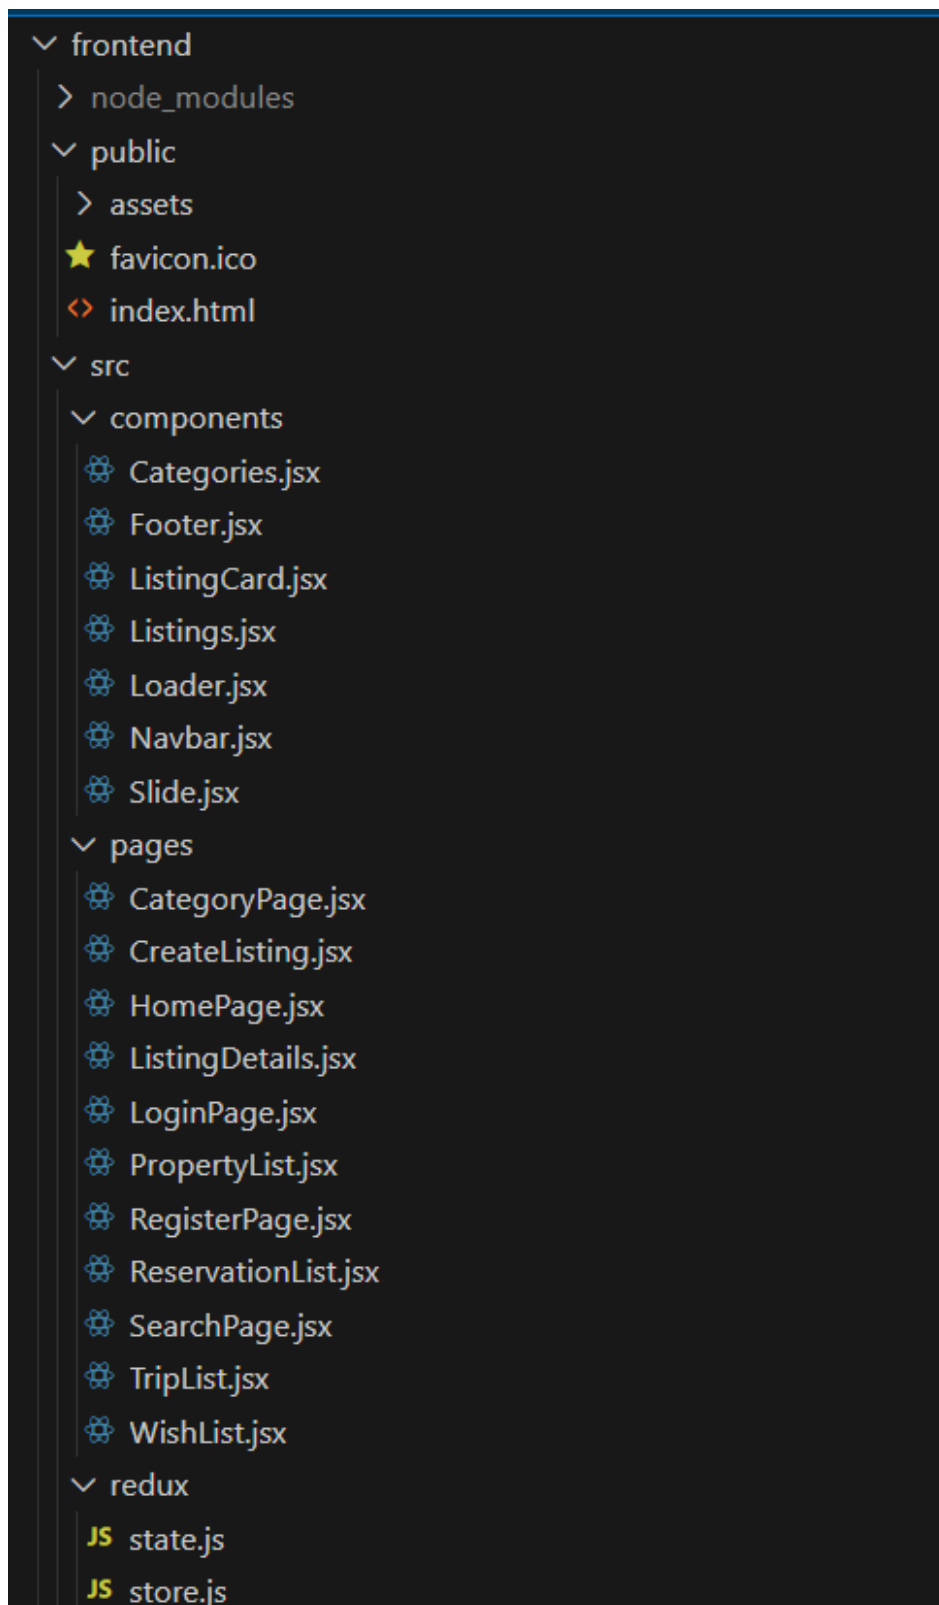 frontend
node_modules
public
assets
favicon.ico
<> index.html
src
components
Categories.jsx
Footer.jsx
ListingCard.jsx
Listings.jsx
Loader.jsx
Navbar.jsx
Slide.jsx
pages
CategoryPage.jsx
CreateListing.jsx
HomePage.jsx
ListingDetails.jsx
LoginPage.jsx
PropertyList.jsx
RegisterPage.jsx
ReservationList.jsx
SearchPage.jsx
TripList.jsx
WishList.jsx
redux
JS state.js
JS store.js